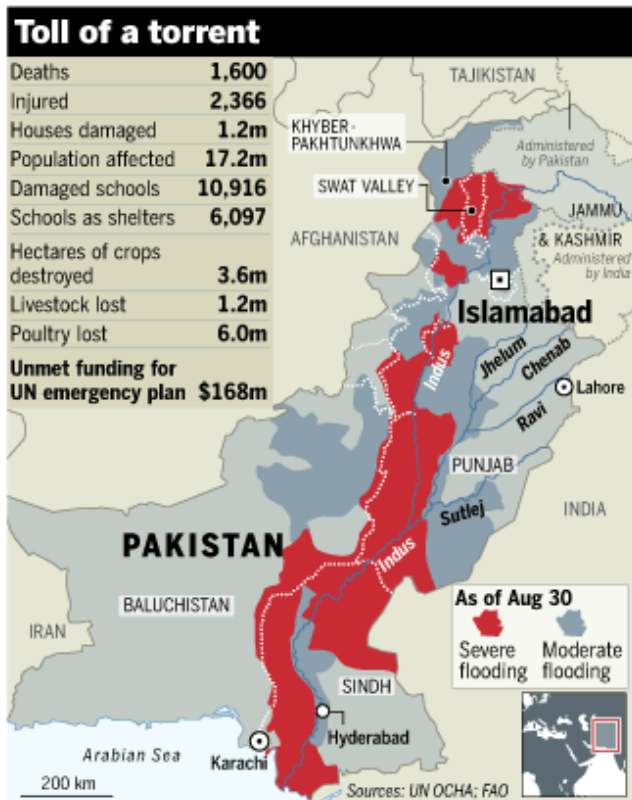 Toll of a torrent
Deaths 1,600
Injured 2,366
Houses damaged 1.2m
Population affected 17.2m
Damaged schools 10,916
Schools as shelters 6,097
Hectares of crops
destroyed 3.6m
Livestock lost 1.2m
Poultry lost 6.0m
Unmet funding for
UN emergency plan $168m
TAJIKISTAN
KHYBER-
PAKHTUNKHWA
Administered
by Pakistan
SWAT VALLEY
JAMMU
& KASHMIR
Administered
by India
AFGHANISTAN
Islamabad
Indus
Jhelum
Chenab
Lahore
Ravi
PUNJAB
Sutlej
INDIA
PAKISTAN
Indus
BALUCHISTAN
IRAN
As of Aug 30
Severe
flooding
Moderate
flooding
SINDH
Hyderabad
Karachi
Arabian Sea
200 km
Sources: UN OCHA; FAO